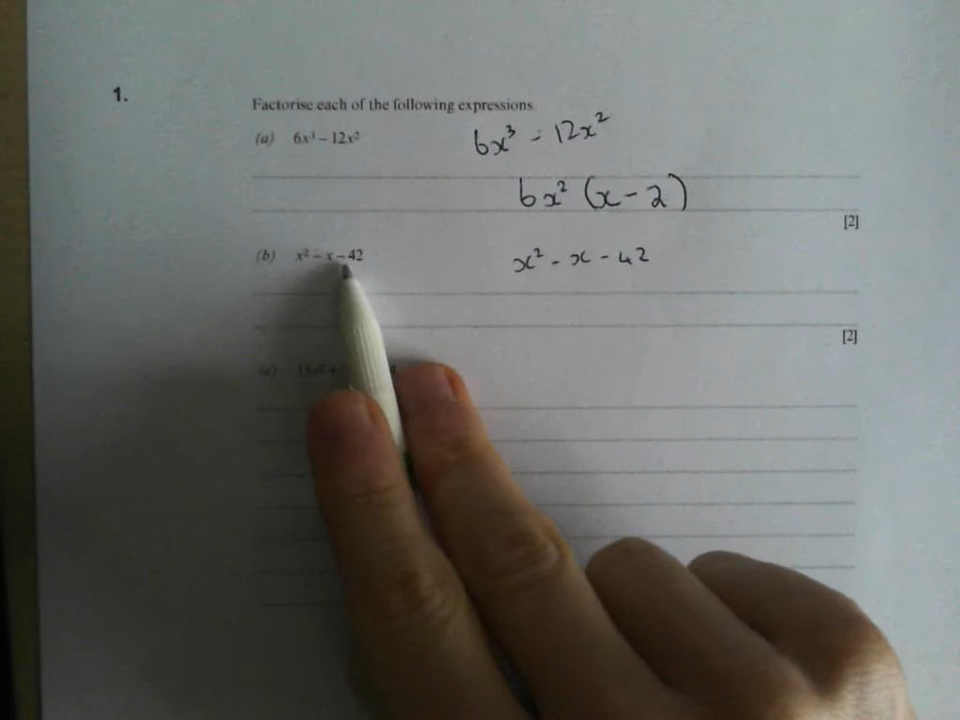 1.
Factorise each of the following expressions.
(a) 6x³ – 12x²
6x³ - 12x²
6x² (x - 2)
[2]
(b) x² – x – 42
x² - x - 42
[2]
(c)